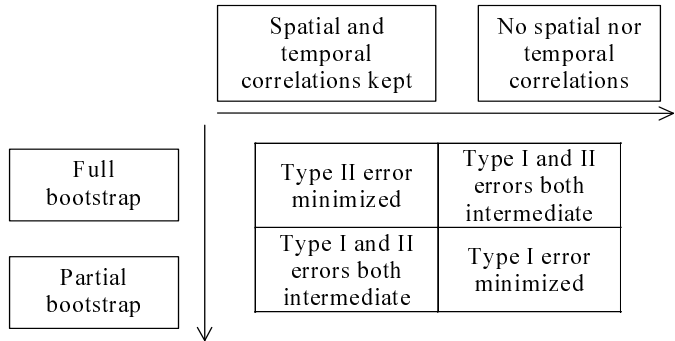 Spatial and
temporal
correlations kept
No spatial nor
temporal
correlations
Full
bootstrap
Type II error
minimized
Type I and II
errors both
intermediate
Partial
bootstrap
Type I and II
errors both
intermediate
Type I error
minimized